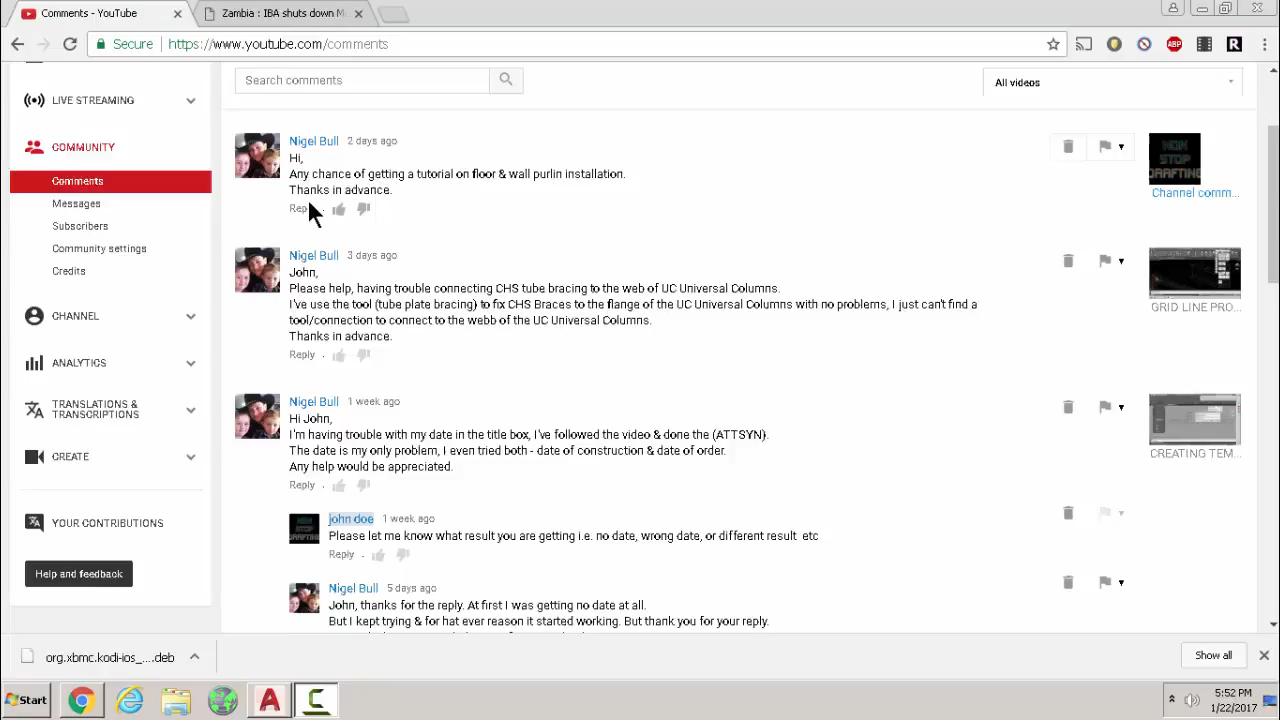 Comments - YouTube
Zambia : IBA shuts down M
Secure
https://www.youtube.com/comments
ABP
R
LIVE STREAMING
COMMUNITY
Comments
Messages
Subscribers
Community settings
Credits
CHANNEL
ANALYTICS
TRANSLATIONS &
TRANSCRIPTIONS
CREATE
YOUR CONTRIBUTIONS
Help and feedback
Search comments
All videos
Nigel Bull 2 days ago
Hi,
Any chance of getting a tutorial on floor & wall purlin installation.
Thanks in advance.
NON
STOP
DRAFTING
Channel comm...
Nigel Bull 3 days ago
John,
Please help, having trouble connecting CHS tube bracing to the web of UC Universal Columns.
I've use the tool (tube plate bracing) to fix CHS Braces to the flange of the UC Universal Columns with no problems, I just can't find a
tool/connection to connect to the webb of the UC Universal Columns.
Thanks in advance.
Reply .
GRID LINE PRO...
Nigel Bull 1 week ago
Hi John,
I'm having trouble with my date in the title box, I've followed the video & done the (ATTSYN).
The date is my only problem, I even tried both - date of construction & date of order.
Any help would be appreciated.
Reply .
CREATING TEM...
john doe 1 week ago
Please let me know what result you are getting i.e. no date, wrong date, or different result etc
Reply .
Nigel Bull 5 days ago
John, thanks for the reply. At first I was getting no date at all.
But I kept trying & for hat ever reason it started working. But thank you for your reply.
org.xbmc.kodi-ios_....deb
Show all
Start
5:52 PM
1/22/2017